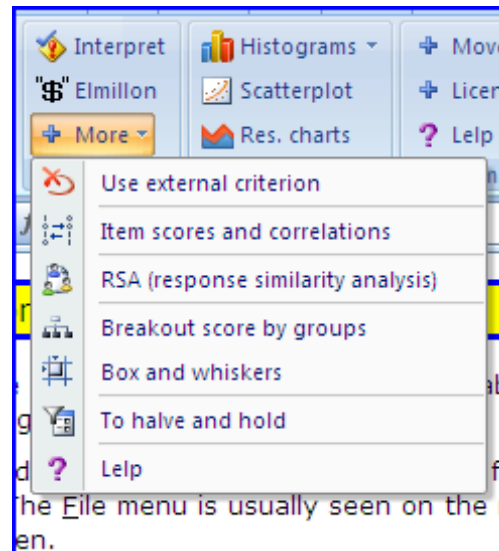 Interpret
Histograms
"$" Elmillon
Scatterplot
More
Res. charts
? Lelp
Use external criterion
Item scores and correlations
RSA (response similarity analysis)
Breakout score by groups
Box and whiskers
To halve and hold
? Lelp
The File menu is usually seen on the
en.